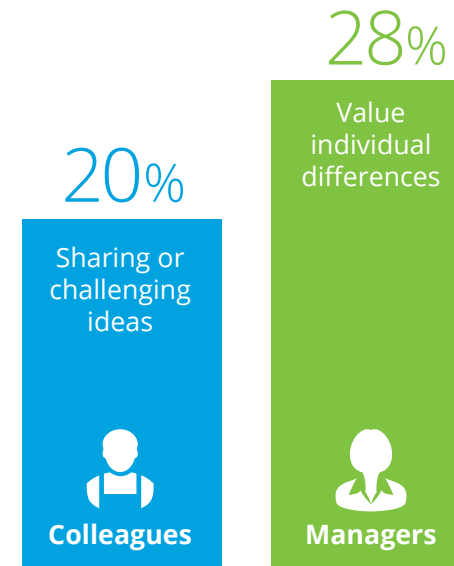 20%
Sharing or
challenging
ideas
Colleagues
28%
Value
individual
differences
Managers